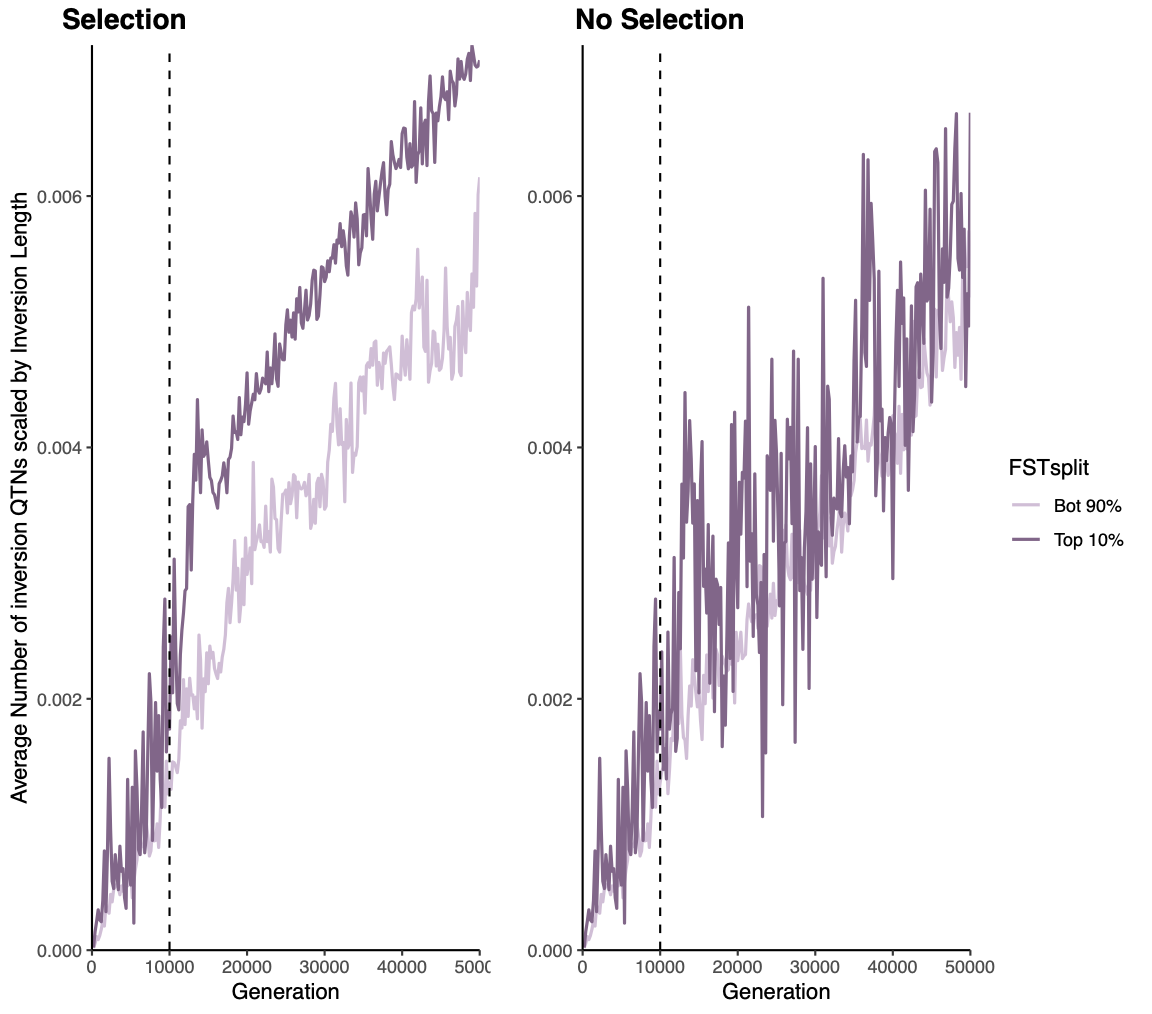 Selection
No Selection
Average Number of inversion QTNs scaled by Inversion Length
0.006
0.004
0.002
0.000
0
10000
20000
30000
40000
5000
Generation
0.006
0.004
0.002
0.000
0
10000
20000
30000
40000
50000
Generation
FSTsplit
Bot 90%
Top 10%